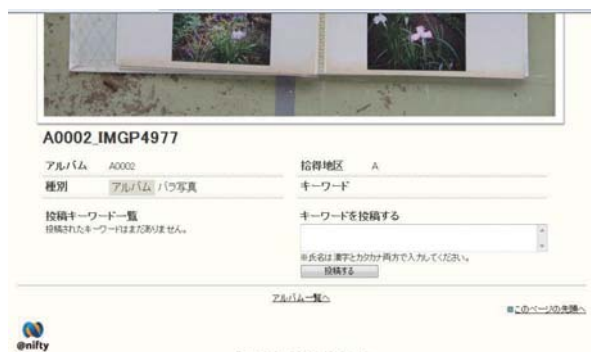 A0002_IMGP4977
アルバム A0002
拾得地区 A
種別 アルバム バラ写真
キーワード
投稿キーワード一覧
投稿されたキーワードはまだありません。
キーワードを投稿する
※氏名は漢字とカタカナ両方で入力してください。
投稿する
アルバム一覧へ
このページの先頭へ
@nifty